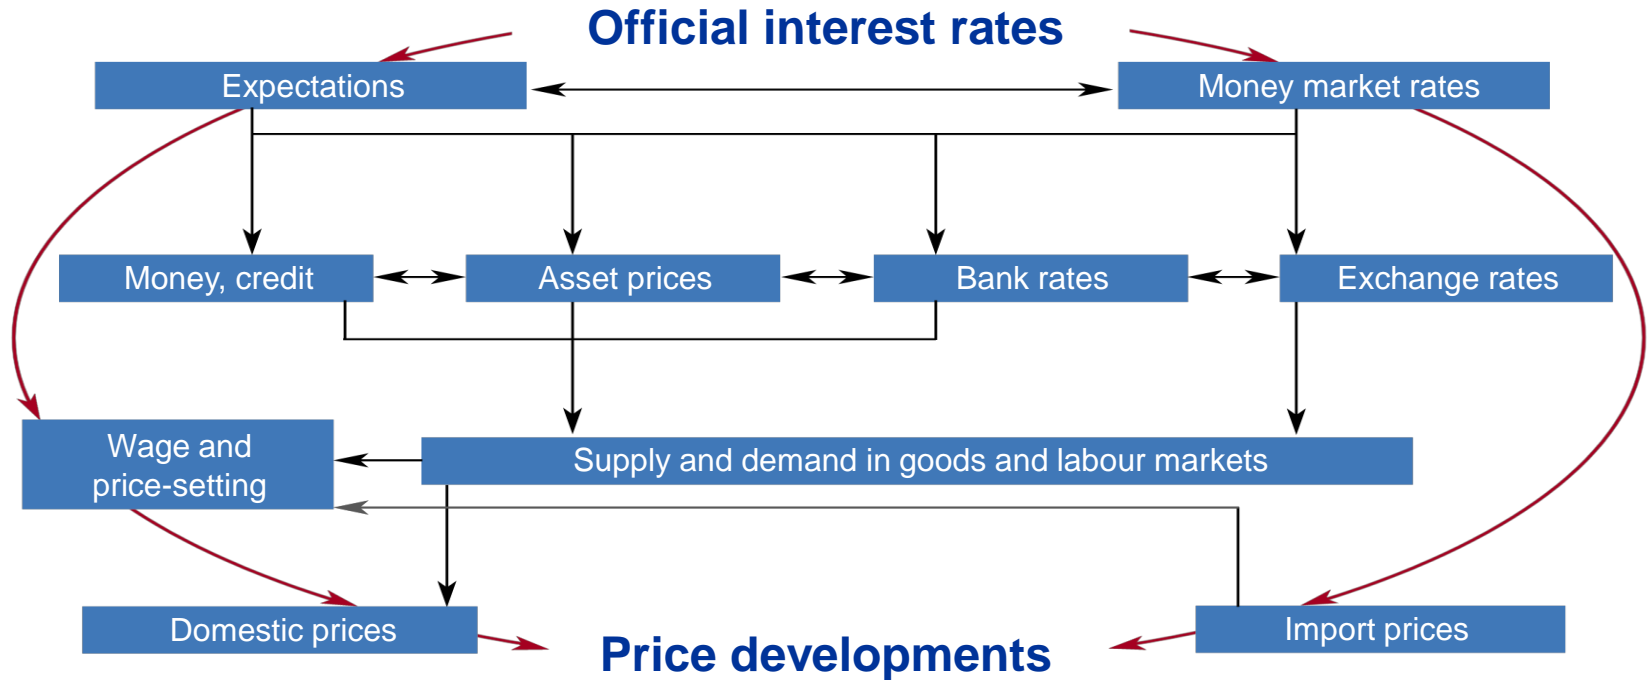 Official interest rates
Expectations
Money market rates
Money, credit
Asset prices
Bank rates
Exchange rates
Wage and
price-setting
Supply and demand in goods and labour markets
Domestic prices
Import prices
Price developments